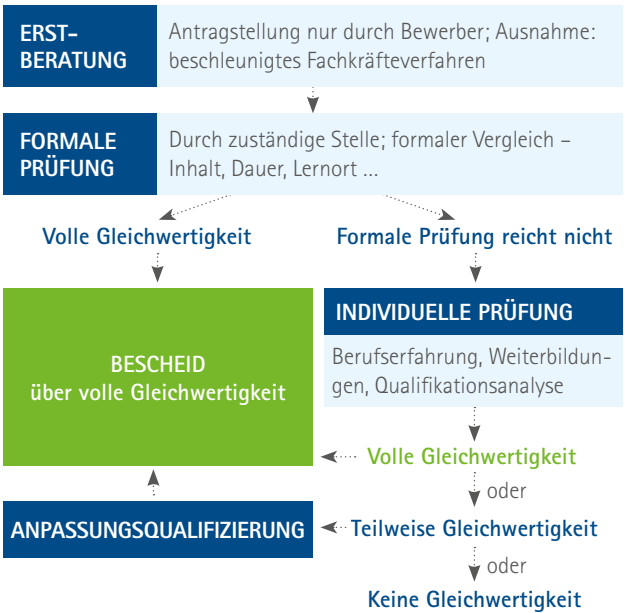 ERST-
BERATUNG
Antragstellung nur durch Bewerber; Ausnahme:
beschleunigtes Fachkräfteverfahren
FORMALE
PRÜFUNG
Durch zuständige Stelle; formaler Vergleich –
Inhalt, Dauer, Lernort ...
Volle Gleichwertigkeit
Formale Prüfung reicht nicht
BESCHEID
über volle Gleichwertigkeit
INDIVIDUELLE PRÜFUNG
Berufserfahrung, Weiterbildun-
gen, Qualifikationsanalyse
Volle Gleichwertigkeit
oder
ANPASSUNGSQUALIFIZIERUNG
Teilweise Gleichwertigkeit
oder
Keine Gleichwertigkeit